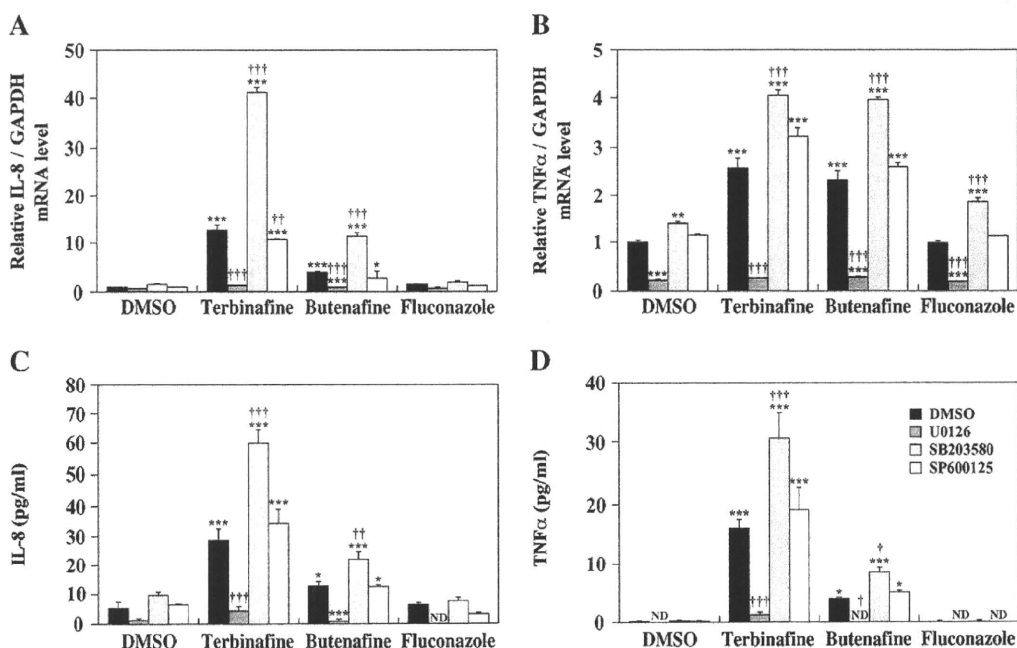 A
Relative IL-8 / GAPDH
mRNA level
50
40
30
20
10
0
***
†††
†††
***
††
***
***
†††
***
†††
***
*
DMSO
Terbinafine
Butenafine
Fluconazole
B
Relative TNFα / GAPDH
mRNA level
5
4
3
2
1
0
***
**
***
†††
†††
***
***
***
†††
***
†††
***
***
†††
***
†††
***
DMSO
Terbinafine
Butenafine
Fluconazole
C
IL-8 (pg/ml)
80
70
60
50
40
30
20
10
0
***
†††
†††
***
***
*
***
††
***
*
ND
DMSO
Terbinafine
Butenafine
Fluconazole
D
TNFα (pg/ml)
40
30
20
10
0
ND
***
†††
†††
***
***
*
†
ND
†
***
*
ND
ND
DMSO
U0126
SB203580
SP600125
DMSO
Terbinafine
Butenafine
Fluconazole